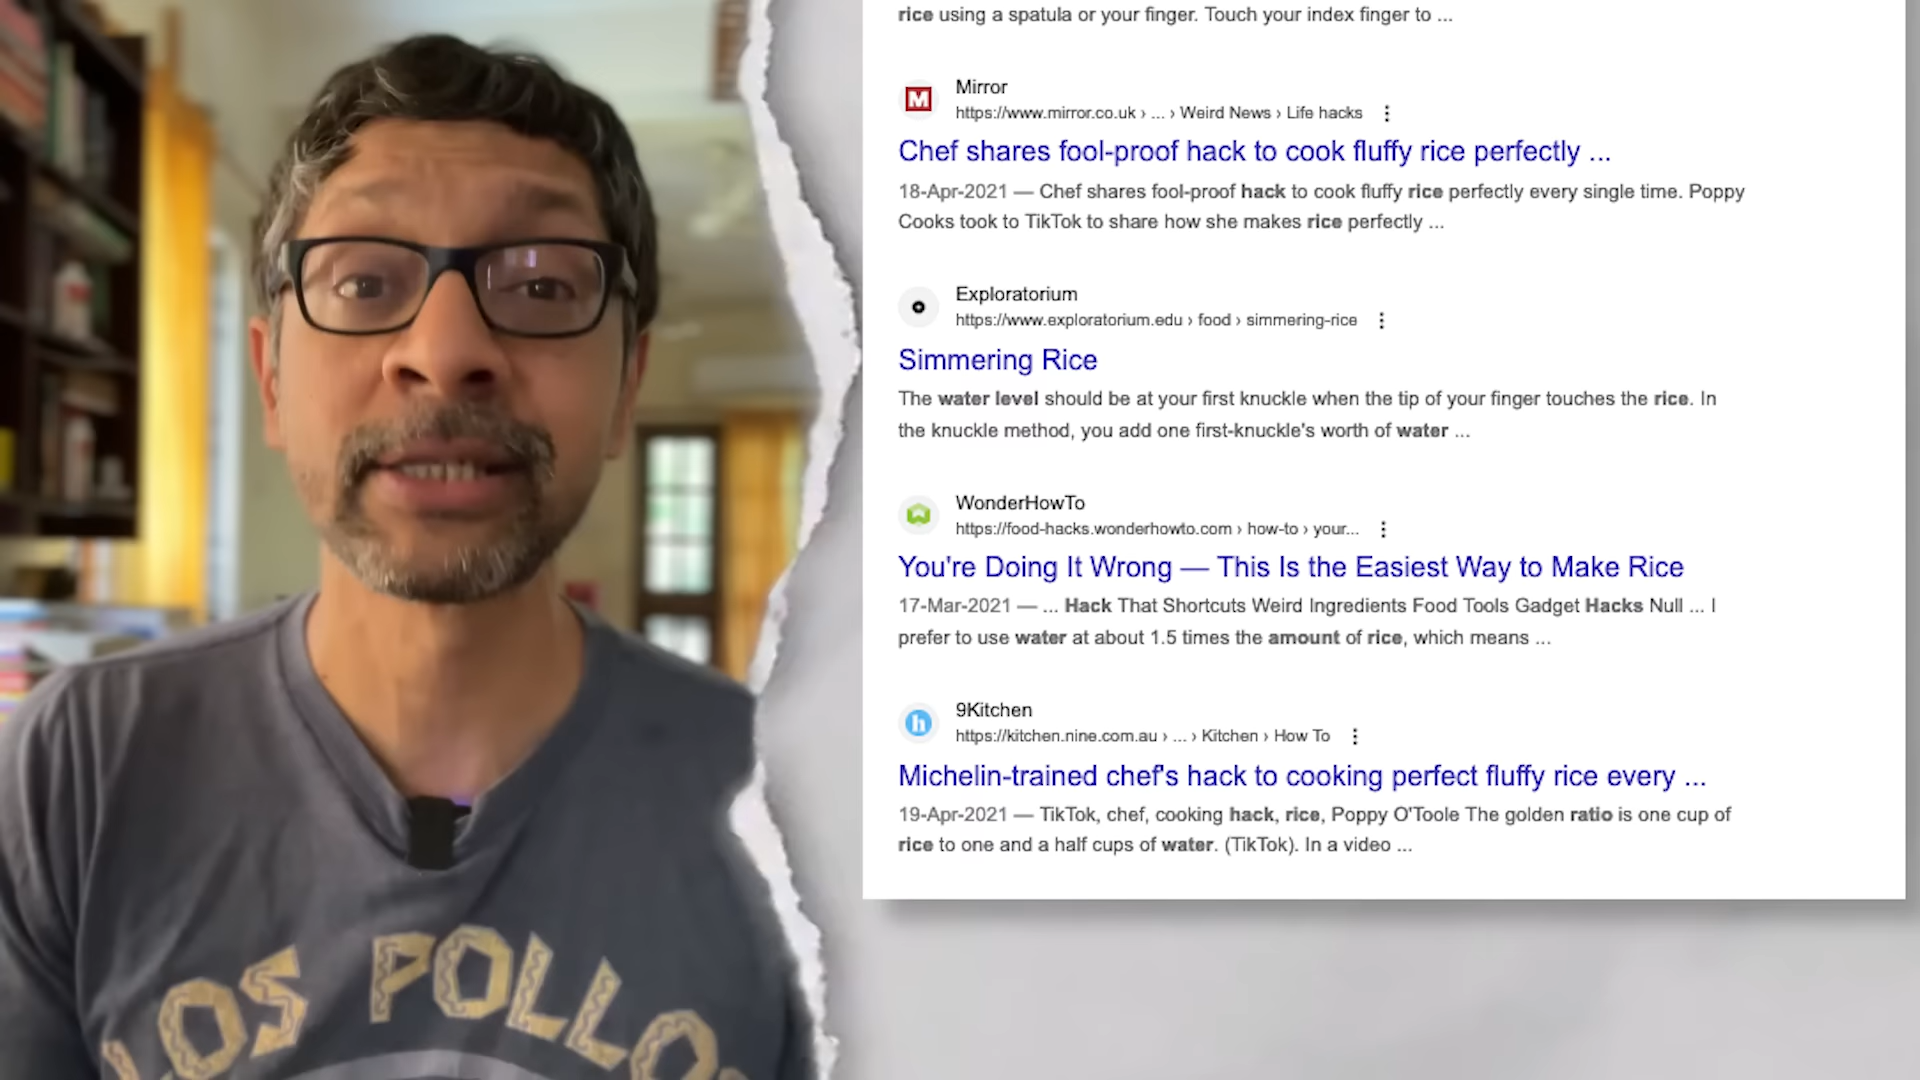 rice using a spatula or your finger. Touch your index finger to ...
Mirror
https://www.mirror.co.uk › ... › Weird News › Life hacks
Chef shares fool-proof hack to cook fluffy rice perfectly ...
18-Apr-2021 — Chef shares fool-proof hack to cook fluffy rice perfectly every single time. Poppy
Cooks took to TikTok to share how she makes rice perfectly ...
Exploratorium
https://www.exploratorium.edu › food › simmering-rice
Simmering Rice
The water level should be at your first knuckle when the tip of your finger touches the rice. In
the knuckle method, you add one first-knuckle's worth of water ...
WonderHowTo
https://food-hacks.wonderhowto.com › how-to › your...
You're Doing It Wrong — This Is the Easiest Way to Make Rice
17-Mar-2021 — ... Hack That Shortcuts Weird Ingredients Food Tools Gadget Hacks Null ... I
prefer to use water at about 1.5 times the amount of rice, which means ...
9Kitchen
https://kitchen.nine.com.au › ... › Kitchen › How To
Michelin-trained chef's hack to cooking perfect fluffy rice every ...
19-Apr-2021 — TikTok, chef, cooking hack, rice, Poppy O'Toole The golden ratio is one cup of
rice to one and a half cups of water. (TikTok). In a video ...
LOS POLLOS